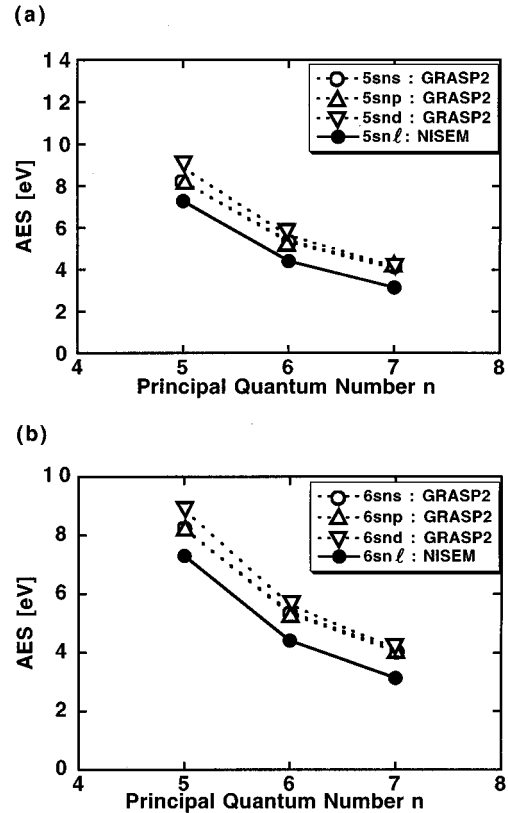 (a)
14
12
10
8
6
4
2
0
AES [eV]
5sns : GRASP2
5snp : GRASP2
5snd : GRASP2
5snℓ: NISEM
4 5 6 7 8
Principal Quantum Number n
(b)
10
8
6
4
2
0
AES [eV]
6sns : GRASP2
6snp : GRASP2
6snd : GRASP2
6snℓ : NISEM
4 5 6 7 8
Principal Quantum Number n